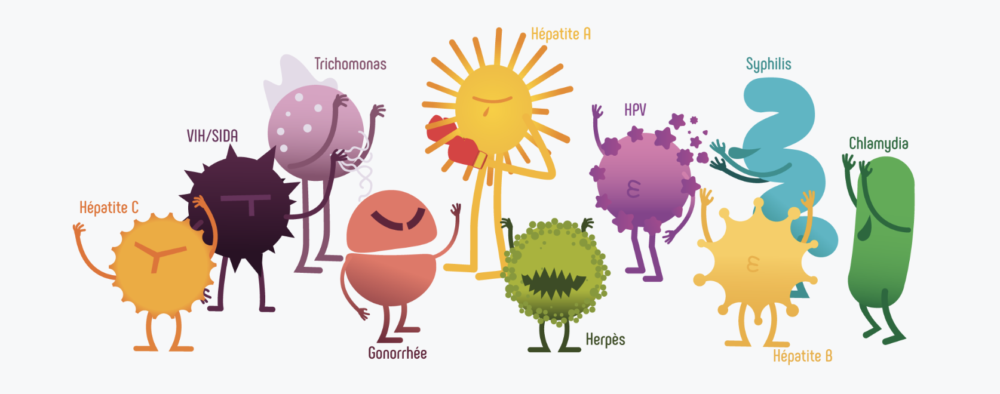 Hépatite A
Trichomonas
Syphilis
HPV
VIH/SIDA
Chlamydia
Hépatite C
Herpès
Gonorrhée
Hépatite B